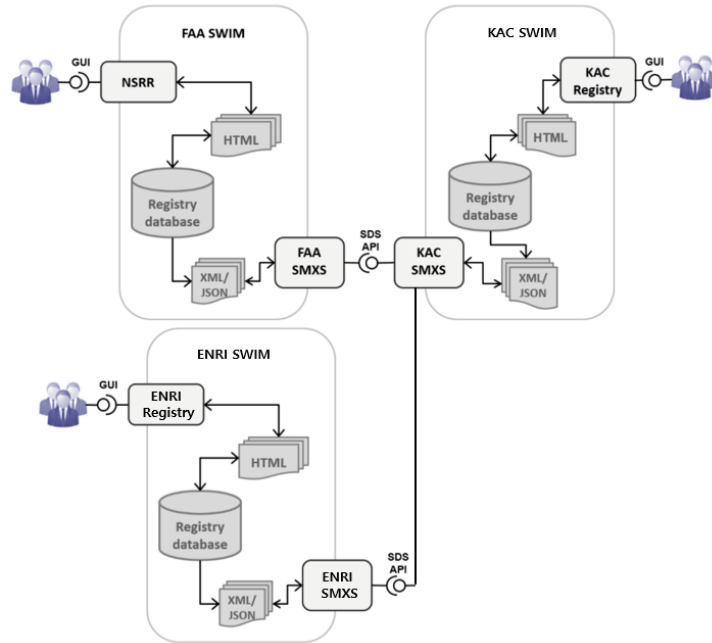 FAA SWIM
GUI
NSRR
HTML
Registry
database
XML/
JSON
FAA
SMXS
SDS
API
KAC SWIM
KAC
Registry
GUI
HTML
Registry
database
KAC
SMXS
XML/
JSON
ENRI SWIM
GUI
ENRI
Registry
HTML
Registry
database
XML/
JSON
ENRI
SMXS
SDS
API